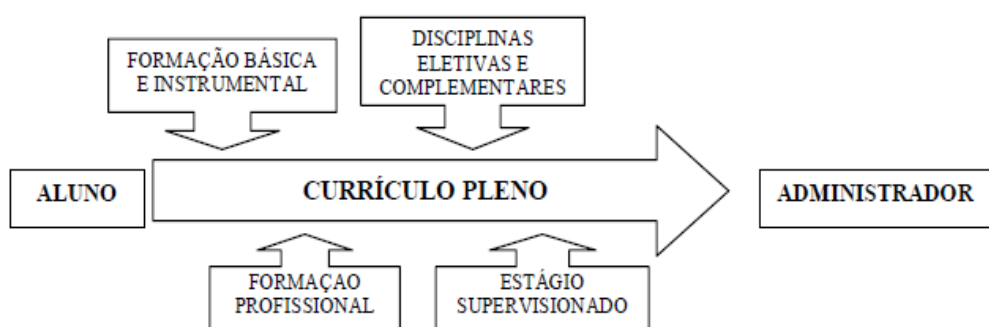 FORMAÇÃO BÁSICA
E INSTRUMENTAL
DISCIPLINAS
ELETIVAS E
COMPLEMENTARES
ALUNO
CURRÍCULO PLENO
ADMINISTRADOR
FORMAÇAO
PROFISSIONAL
ESTÁGIO
SUPERVISIONADO